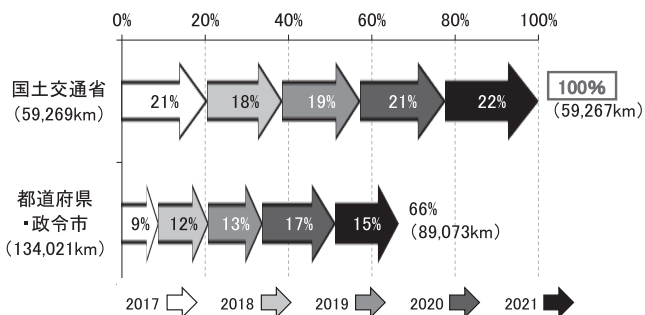 0% 20% 40% 60% 80% 100%
国土交通省
(59,269km)
21% 18% 19% 21% 22%
100%
(59,267km)
都道府県
・政令市
(134,021km)
9% 12% 13% 17% 15%
66%
(89,073km)
2017 2018 2019 2020 2021